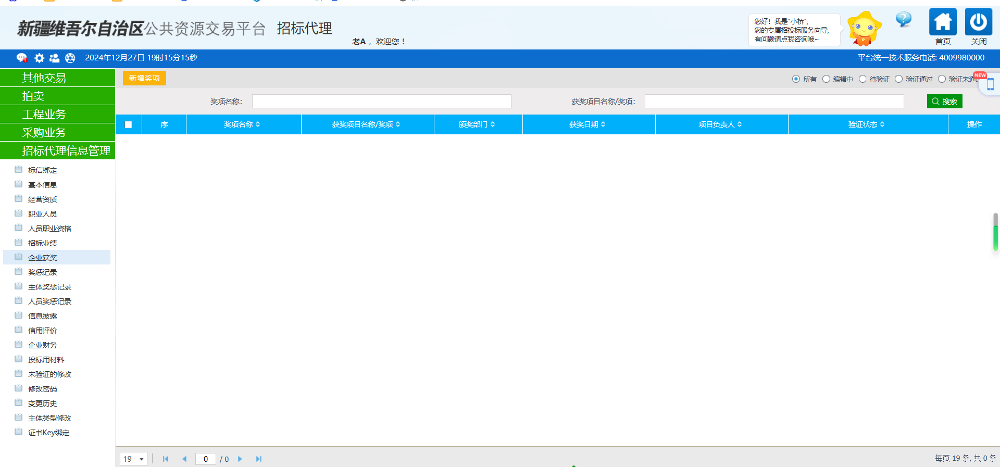 新疆维吾尔自治区公共资源交易平台 招标代理
老A ，欢迎您！
您好！我是"小桥",
您的专属招投标服务向导,
有问题请点我咨询哦~
首页
关闭
2024年12月27日 19时15分15秒
平台统一技术服务电话: 4009980000
其他交易
拍卖
工程业务
采购业务
招标代理信息管理
标信绑定
基本信息
经营资质
职业人员
人员职业资格
招标业绩
企业获奖
奖惩记录
主体奖惩记录
人员奖惩记录
信息披露
信用评价
企业财务
投标用材料
未验证的修改
修改密码
变更历史
主体类型修改
证书Key绑定
新增奖项
所有 编辑中 待验证 验证通过 验证未通
NEW
奖项名称： 获奖项目名称/奖项： 搜索
序 奖项名称 获奖项目名称/奖项 颁奖部门 获奖日期 项目负责人 验证状态 操作
19 0 / 0
每页 19 条, 共 0 条